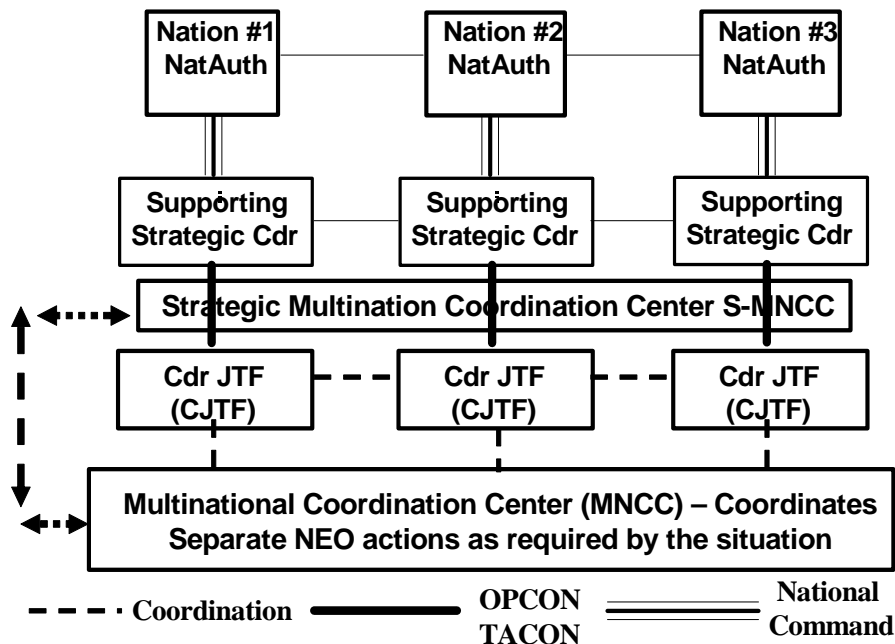 Nation #1
NatAuth
Nation #2
NatAuth
Nation #3
NatAuth
Supporting
Strategic Cdr
Supporting
Strategic Cdr
Supporting
Strategic Cdr
Strategic Multination Coordination Center S-MNCC
Cdr JTF
(CJTF)
Cdr JTF
(CJTF)
Cdr JTF
(CJTF)
Multinational Coordination Center (MNCC) – Coordinates
Separate NEO actions as required by the situation
Coordination
OPCON
TACON
National
Command